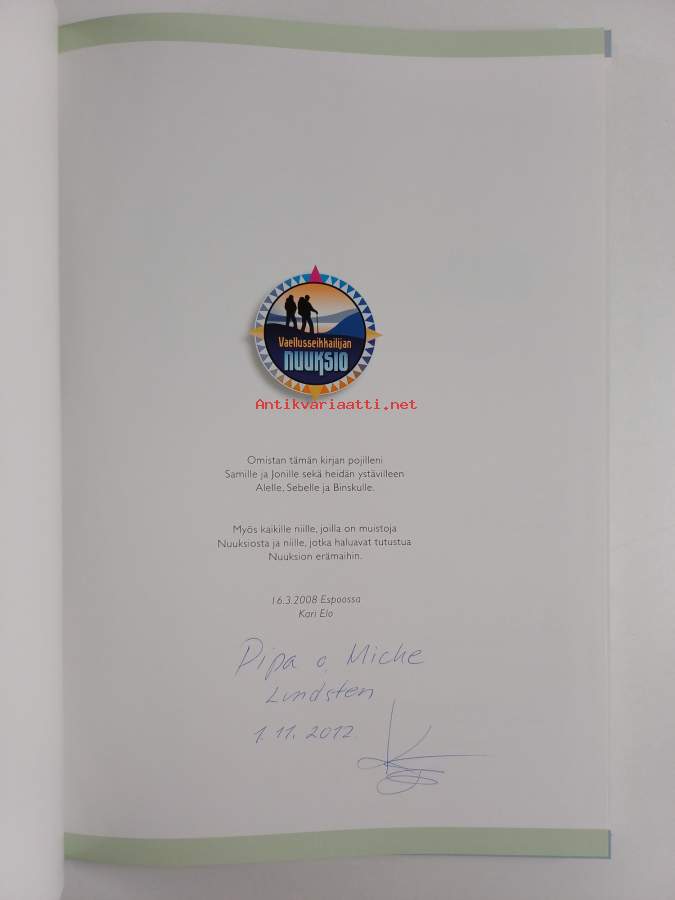 Vaellusseikkailijan
NUUKSIO
Antikvariaatti.net
Omistan tämän kirjan pojilleni
Samille ja Jonille sekä heidän ystävilleen
Alelle, Sebelle ja Binskulle.
Myös kaikille niille, joilla on muistoja
Nuuksiosta ja niille, jotka haluavat tutustua
Nuuksion erämaihin.
16.3.2008 Espoossa
Kari Elo
Pipa o. Micke
Lundsten
1.11.2012